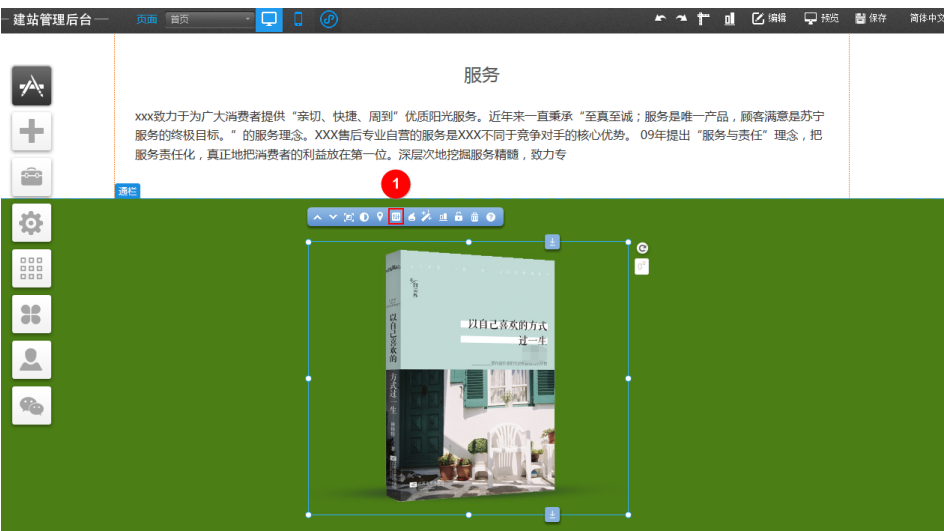 建站管理后台
页面 首页
编辑 预览 保存 简体中文
服务
xxx致力于为广大消费者提供“亲切、快捷、周到”优质阳光服务。近年来一直秉承“至真至诚；服务是唯一产品，顾客满意是苏宁
服务的终极目标。“ 的服务理念。XXX售后专业自营的服务是XXX不同于竞争对手的核心优势。 09年提出“服务与责任”理念，把
服务责任化，真正地把消费者的利益放在第一位。深层次地挖掘服务精髓，致力专
通栏
1
0°
以自己喜欢的方式
过一生
以自己喜欢的方式过一生